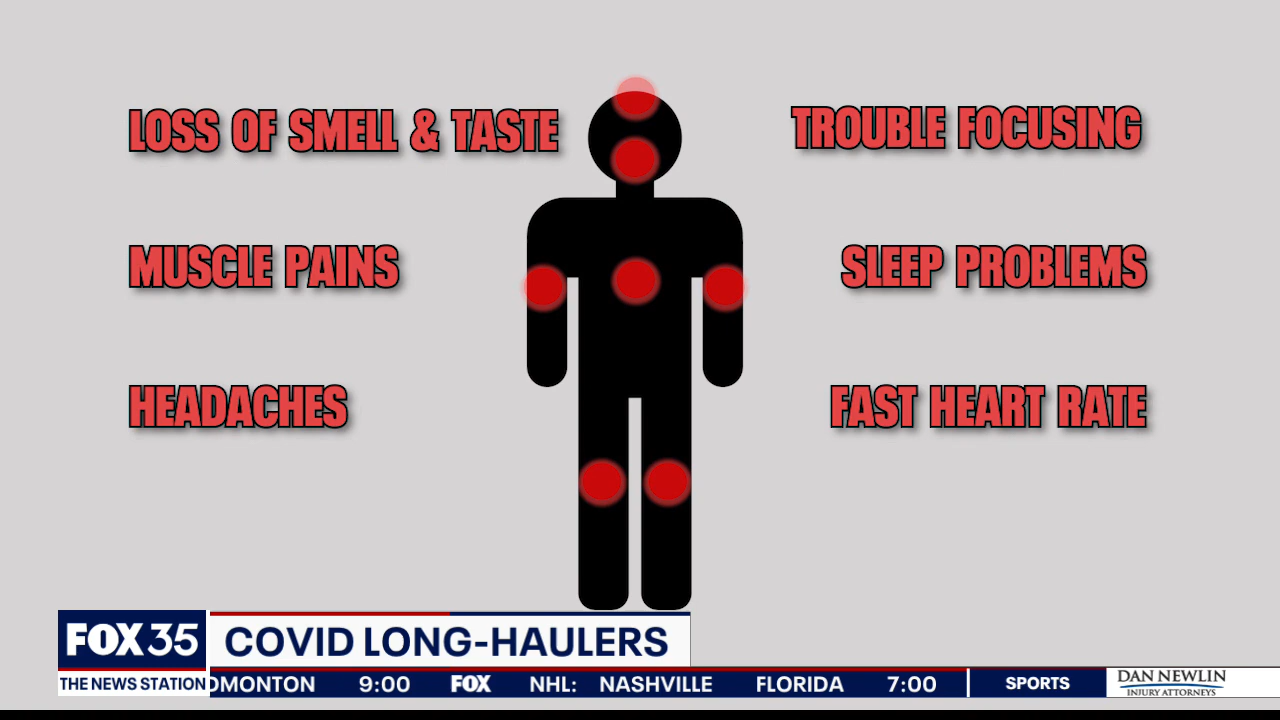 LOSS OF SMELL & TASTE
TROUBLE FOCUSING
MUSCLE PAINS
SLEEP PROBLEMS
HEADACHES
FAST HEART RATE
FOX 35
COVID LONG-HAULERS
THE NEWS STATION
DMONTON 9:00 FOX NHL: NASHVILLE FLORIDA 7:00
SPORTS
DAN NEWLIN
INJURY ATTORNEYS